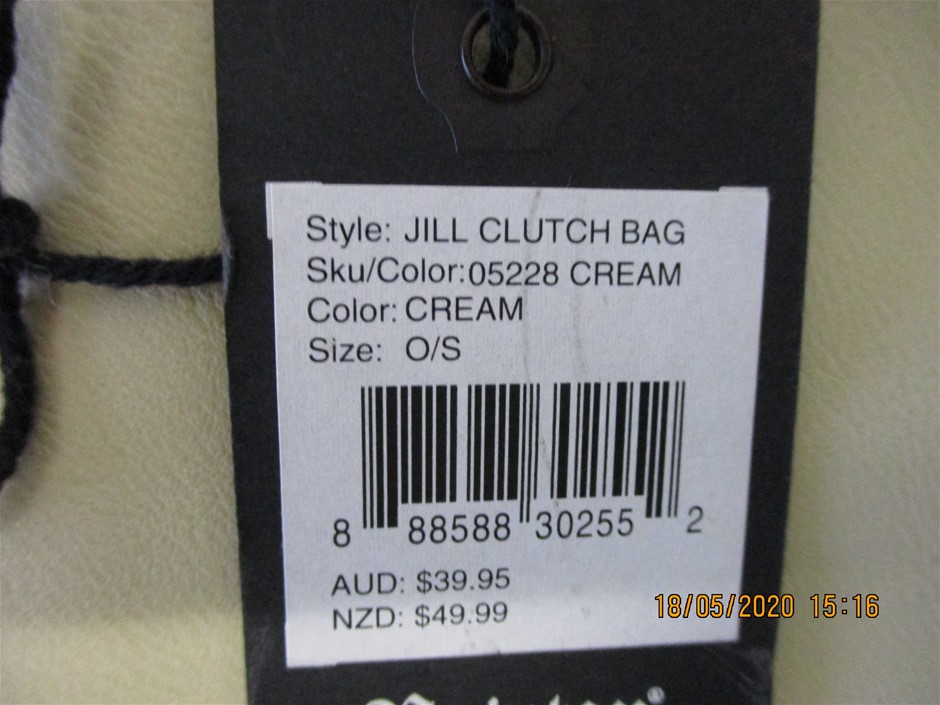 Style: JILL CLUTCH BAG
Sku/Color:05228 CREAM
Color: CREAM
Size: O/S
8 88588 30255 2
AUD: $39.95
NZD: $49.99
18/05/2020 15:16